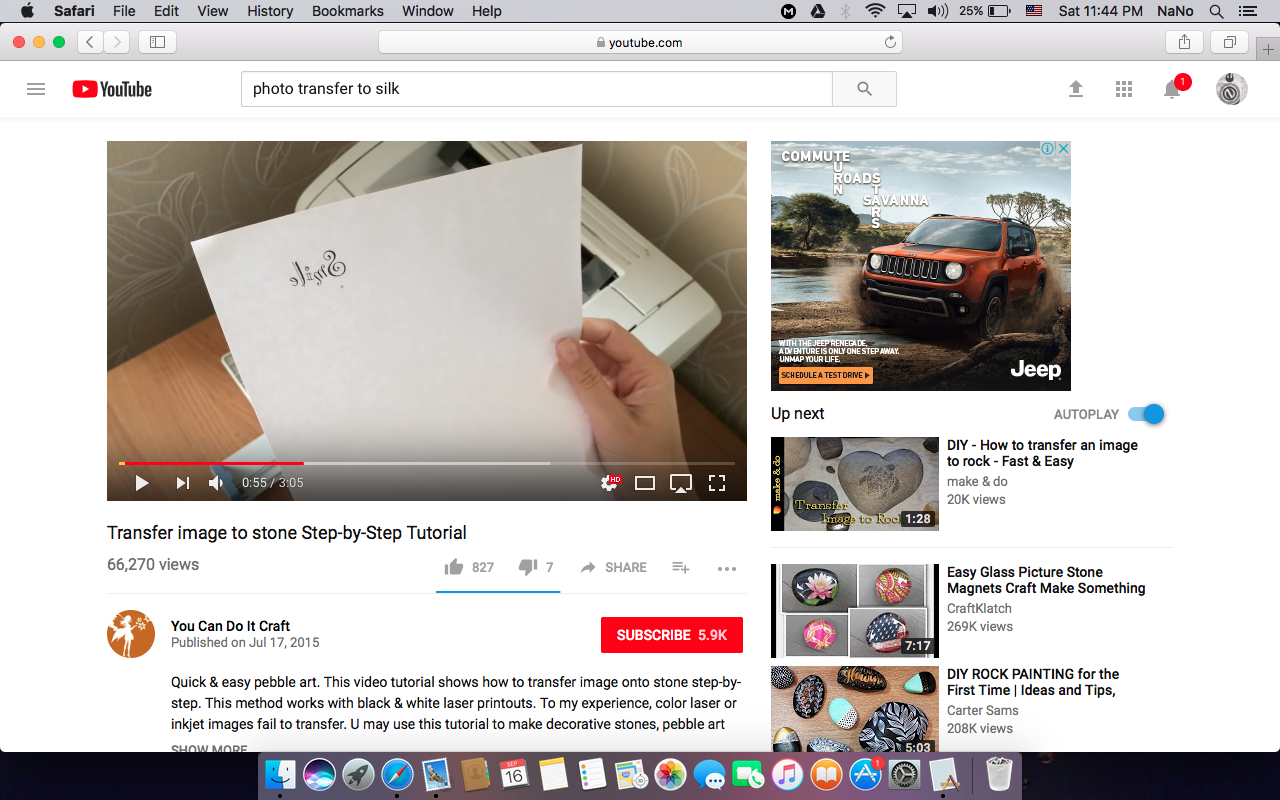 Safari File Edit View History Bookmarks Window Help
25% Sat 11:44 PM NaNo
youtube.com
YouTube
photo transfer to silk
1
Smile
COMMUTE
TURN
ROADS
STARS
SAVANNA
Jeep
WITH THE JEEP RENEGADE,
ADVENTURE IS ONLY ONE STEP AWAY.
UNMAP YOUR LIFE.
SCHEDULE A TEST DRIVE
Jeep
0:55 / 3:05
HD
Transfer image to stone Step-by-Step Tutorial
66,270 views
827 7 SHARE
You Can Do It Craft
Published on Jul 17, 2015
SUBSCRIBE 5.9K
Quick & easy pebble art. This video tutorial shows how to transfer image onto stone step-by-
step. This method works with black & white laser printouts. To my experience, color laser or
inkjet images fail to transfer. U may use this tutorial to make decorative stones, pebble art
SHOW MORE
Up next
AUTOPLAY
make & do
Transfer
Image to Rock
1:28
DIY - How to transfer an image
to rock - Fast & Easy
make & do
20K views
7:17
Easy Glass Picture Stone
Magnets Craft Make Something
CraftKlatch
269K views
5:03
DIY ROCK PAINTING for the
First Time | Ideas and Tips,
Carter Sams
208K views
SEP
16
1